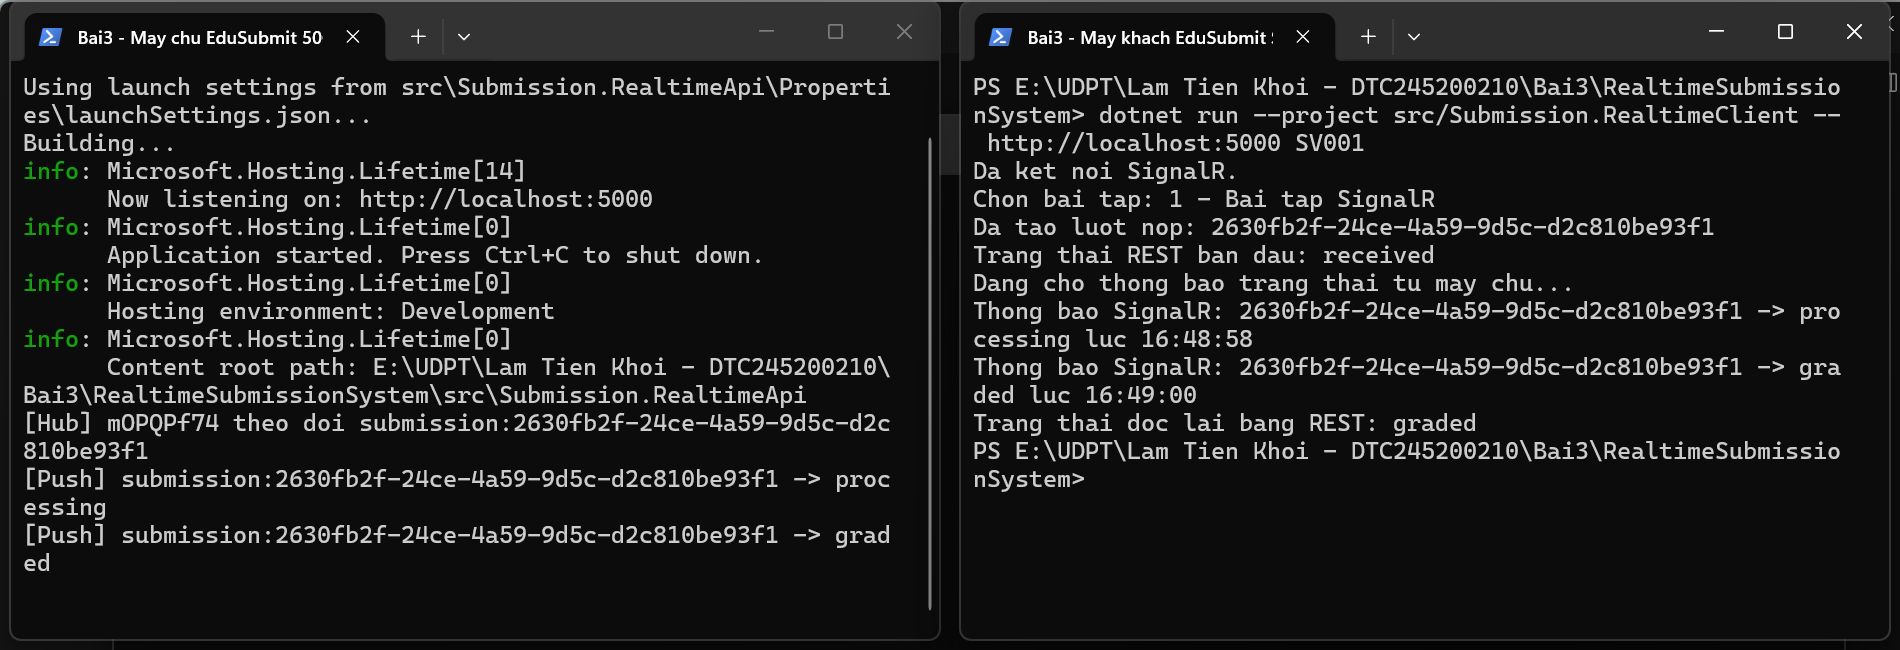 Bai3 - May chu EduSubmit 50
Using launch settings from src\Submission.RealtimeApi\Properti
es\launchSettings.json...
Building...
info: Microsoft.Hosting.Lifetime[14]
Now listening on: http://localhost:5000
info: Microsoft.Hosting.Lifetime[0]
Application started. Press Ctrl+C to shut down.
info: Microsoft.Hosting.Lifetime[0]
Hosting environment: Development
info: Microsoft.Hosting.Lifetime[0]
Content root path: E:\UDPT\Lam Tien Khoi - DTC245200210\
Bai3\RealtimeSubmissionSystem\src\Submission.RealtimeApi
[Hub] mOPQPf74 theo doi submission:2630fb2f-24ce-4a59-9d5c-d2c
810be93f1
[Push] submission:2630fb2f-24ce-4a59-9d5c-d2c810be93f1 -> proc
essing
[Push] submission:2630fb2f-24ce-4a59-9d5c-d2c810be93f1 -> grad
ed
Bai3 - May khach EduSubmit
PS E:\UDPT\Lam Tien Khoi - DTC245200210\Bai3\RealtimeSubmissio
nSystem> dotnet run --project src/Submission.RealtimeClient --
http://localhost:5000 SV001
Da ket noi SignalR.
Chon bai tap: 1 - Bai tap SignalR
Da tao luot nop: 2630fb2f-24ce-4a59-9d5c-d2c810be93f1
Trang thai REST ban dau: received
Dang cho thong bao trang thai tu may chu...
Thong bao SignalR: 2630fb2f-24ce-4a59-9d5c-d2c810be93f1 -> pro
cessing luc 16:48:58
Thong bao SignalR: 2630fb2f-24ce-4a59-9d5c-d2c810be93f1 -> gra
ded luc 16:49:00
Trang thai doc lai bang REST: graded
PS E:\UDPT\Lam Tien Khoi - DTC245200210\Bai3\RealtimeSubmissio
nSystem>